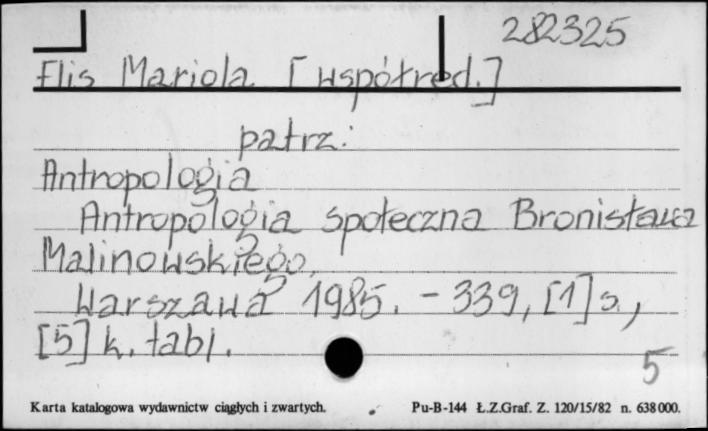 282325
Flis Mariola [współred.]
patrz:
Antropologia
Antropologia społeczna Bronisława
Malinowskiego.
Warszawa 1985. - 339, [1] s.,
[5] k. tabl.
5
Karta katalogowa wydawnictw ciągłych i zwartych. Pu-B-144 Ł.Z.Graf. Z. 120/15/82 n. 638000.